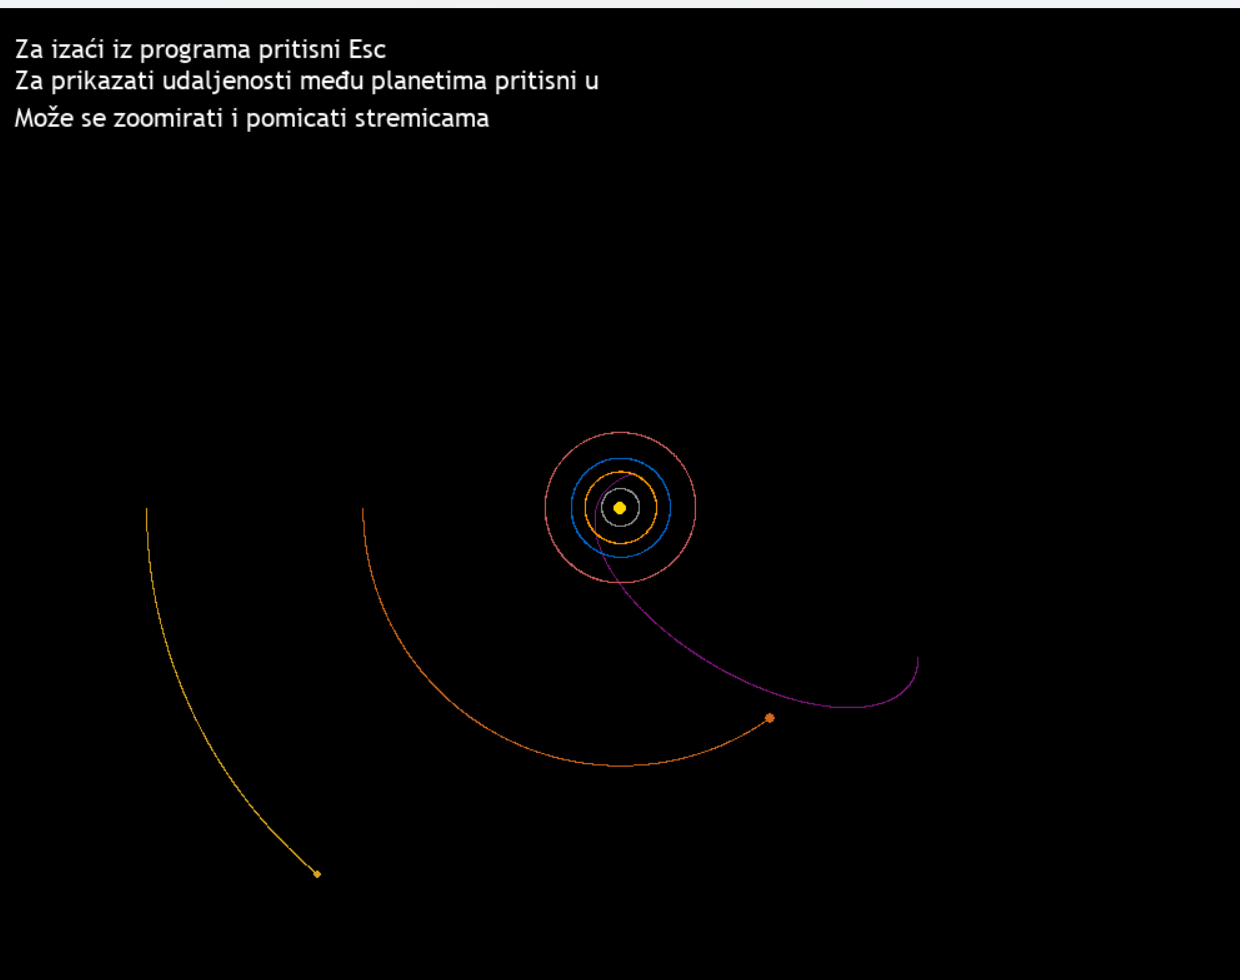 Za izaći iz programa pritisni Esc
Za prikazati udaljenosti među planetima pritisni u
Može se zoomirati i pomicati stremicama